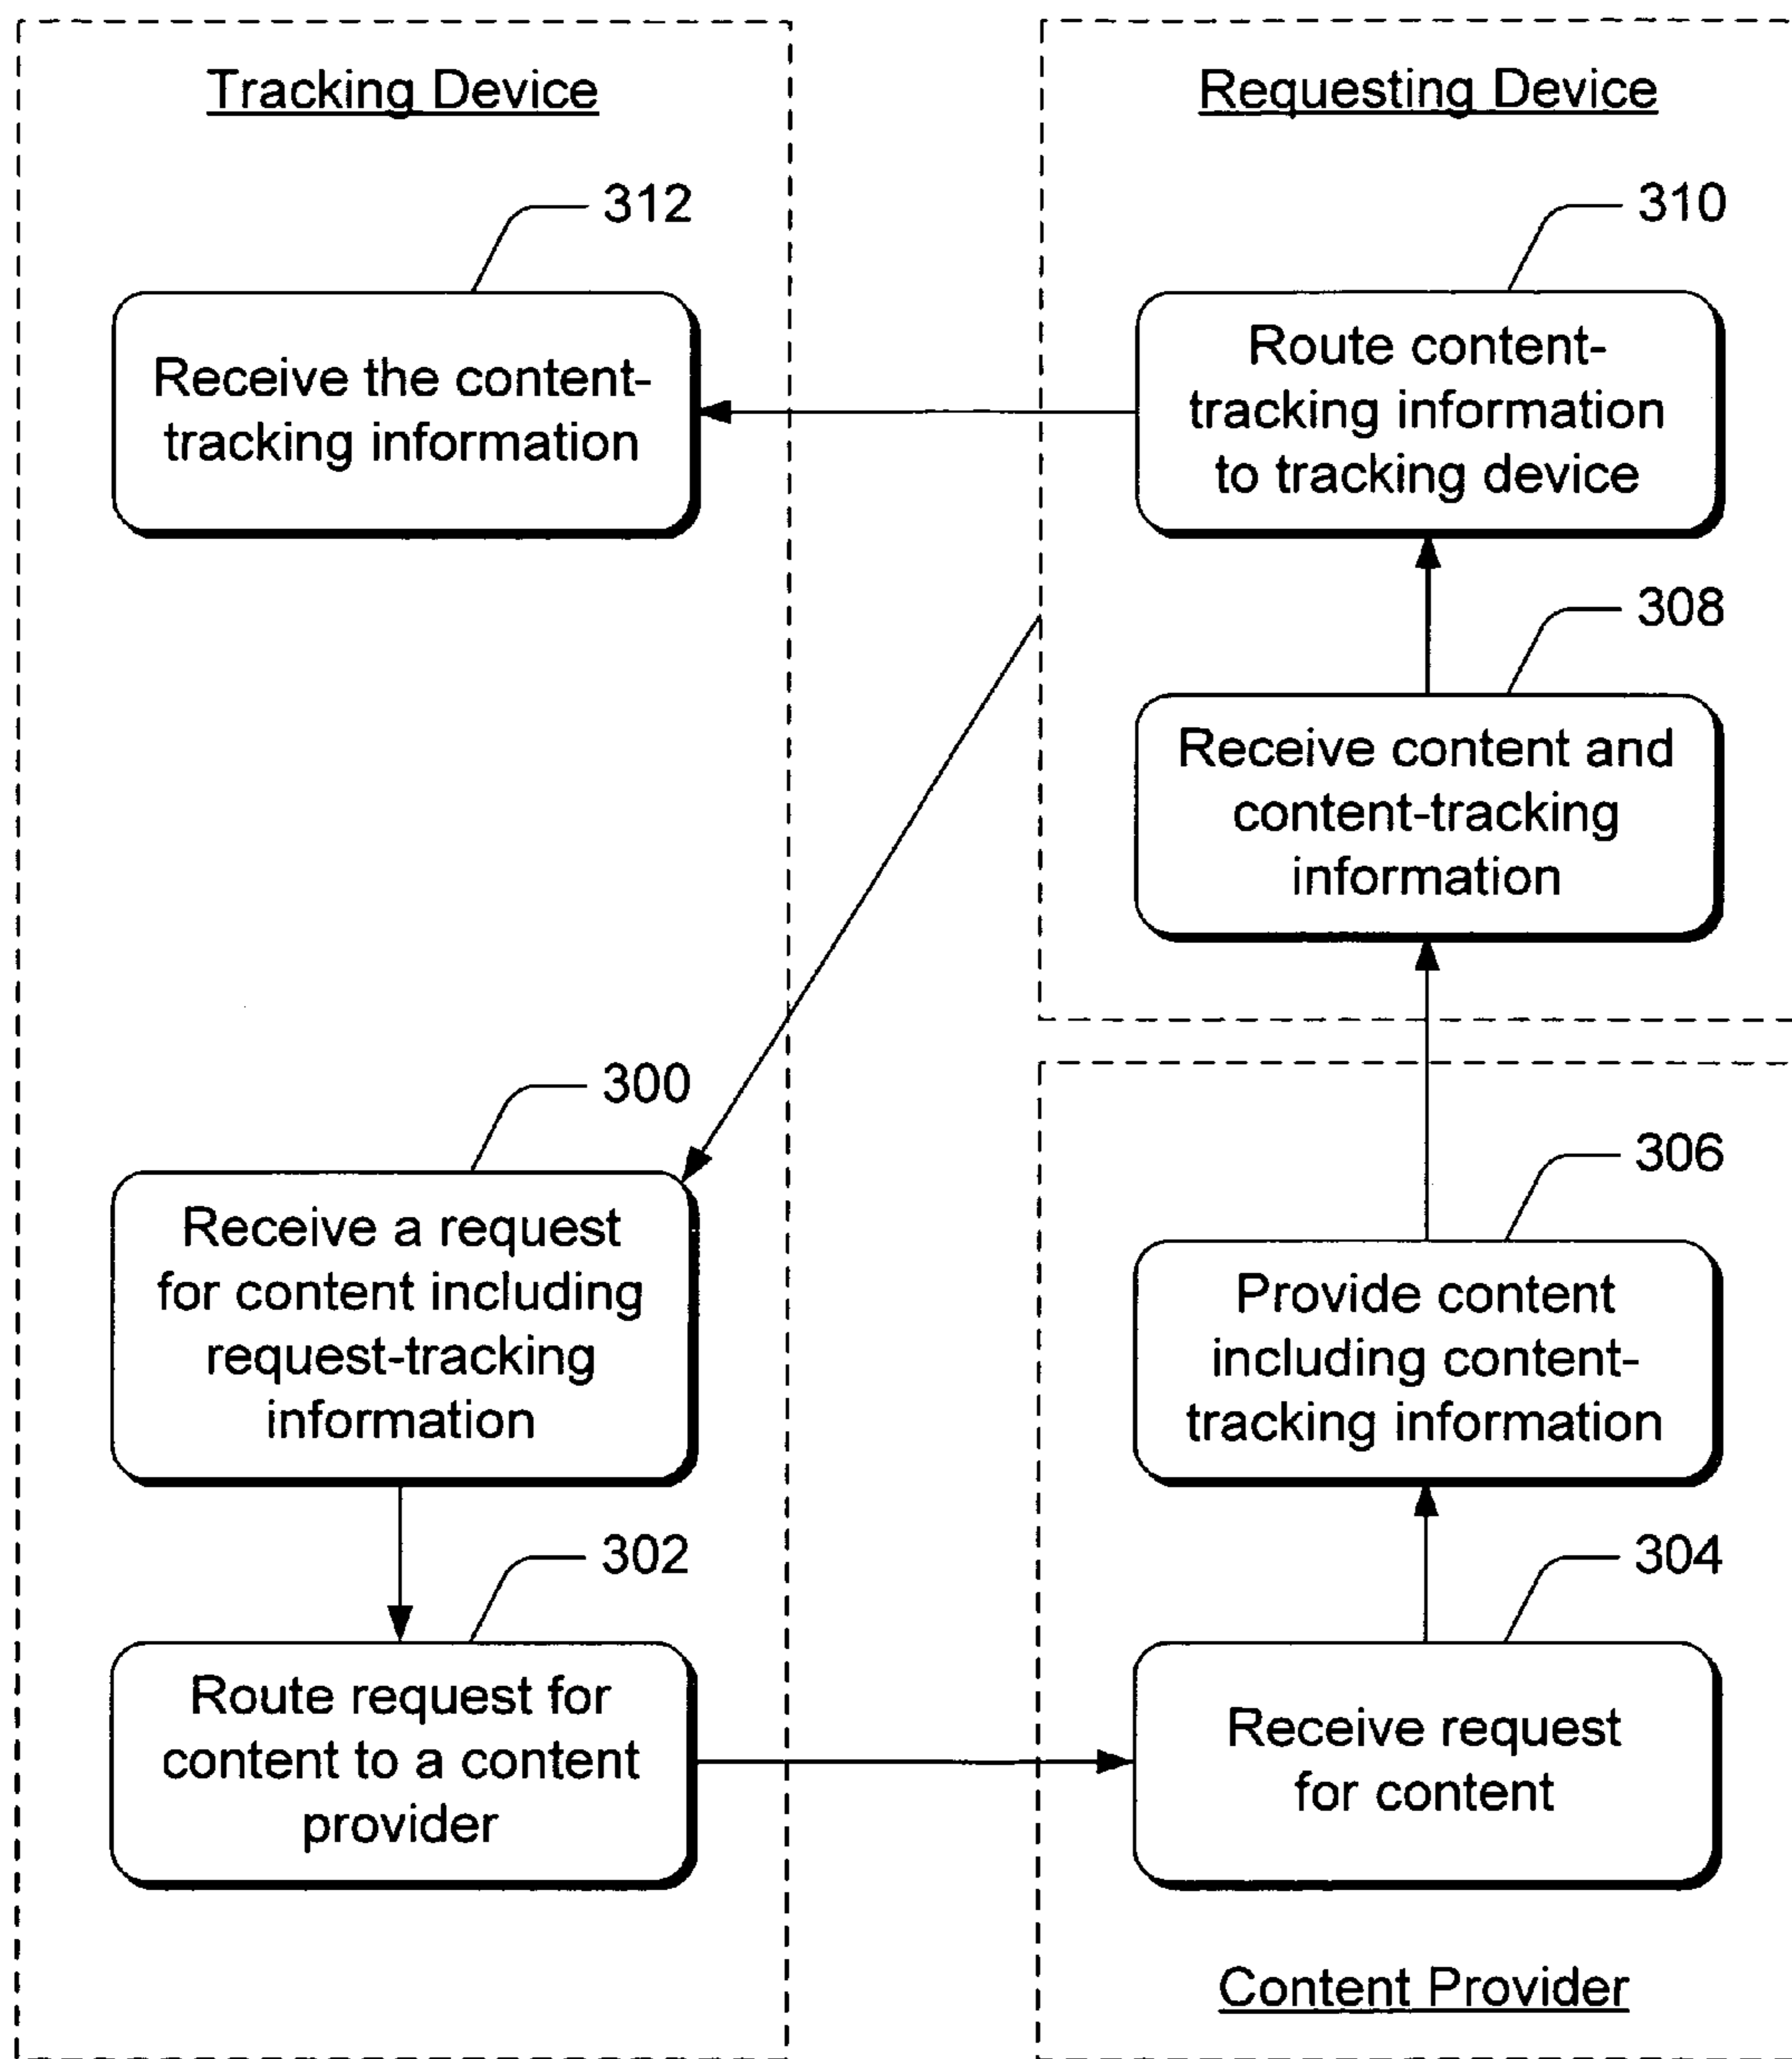 Tracking Device
312
Receive the content-
tracking information
300
Receive a request
for content including
request-tracking
information
302
Route request for
content to a content
provider
Requesting Device
310
Route content-
tracking information
to tracking device
308
Receive content and
content-tracking
information
306
Provide content
including content-
tracking information
304
Receive request
for content
Content Provider